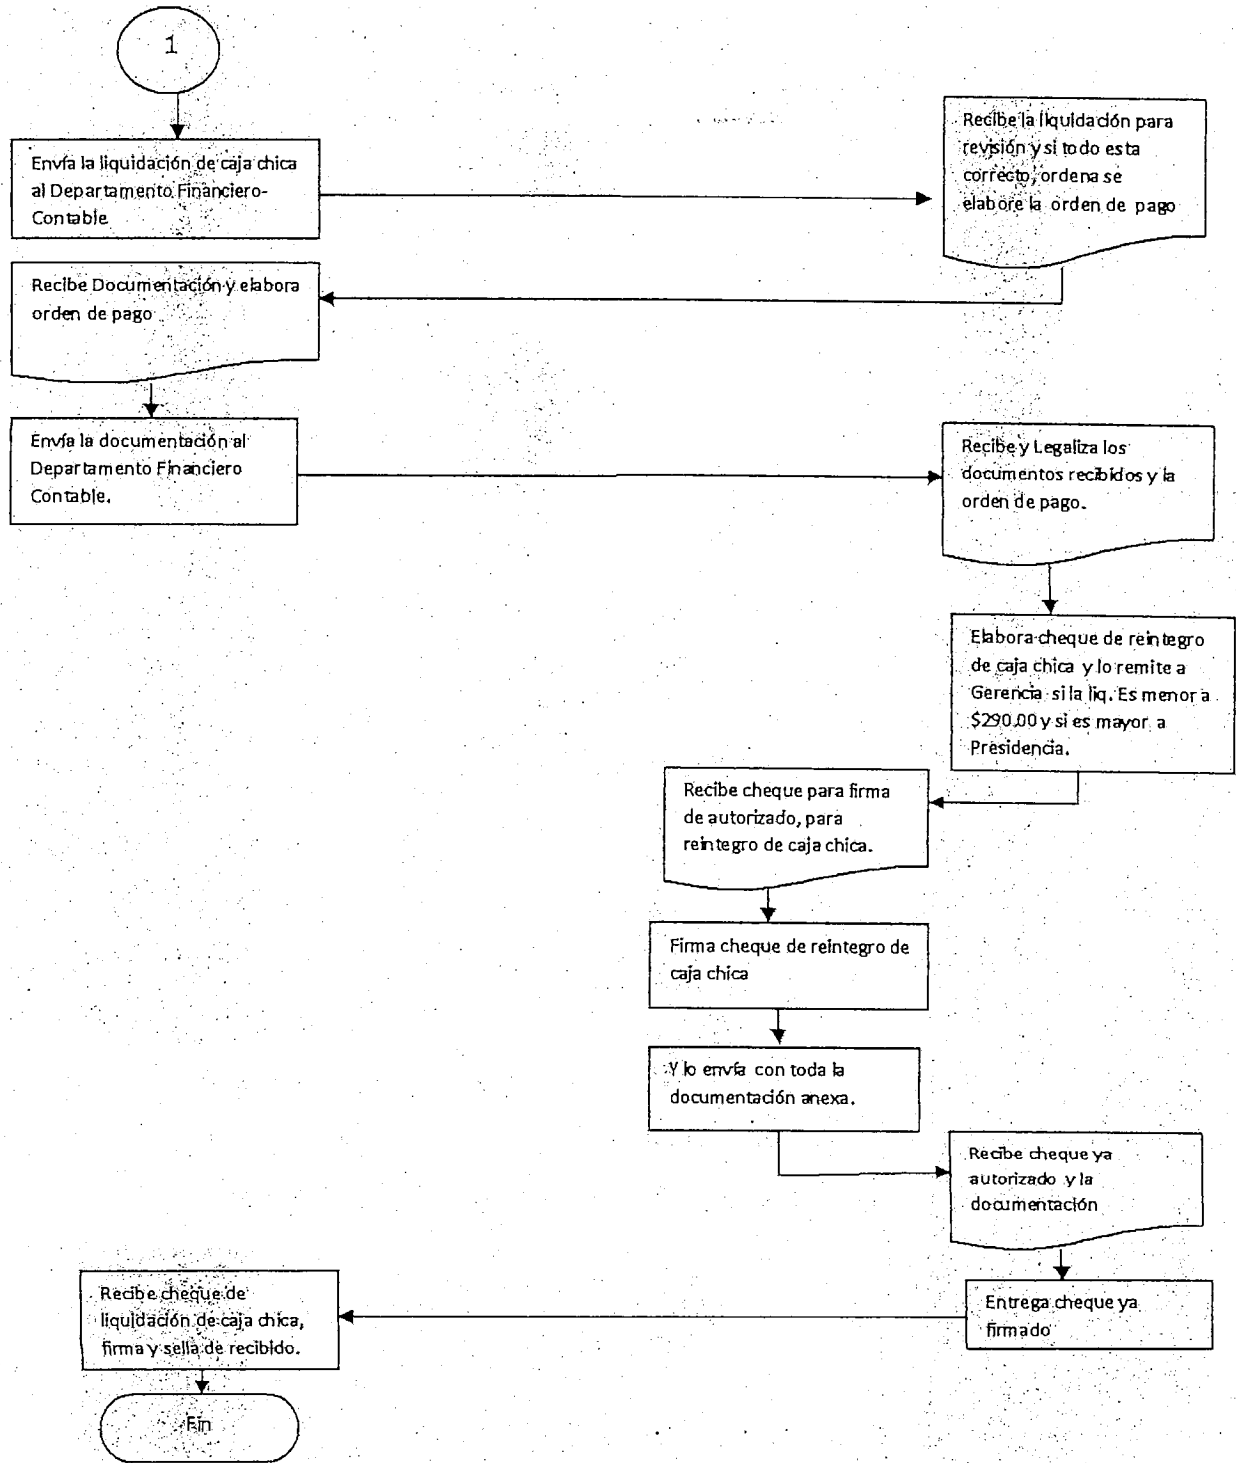 1
Envía la liquidación de caja chica
al Departamento Financiero-
Contable
Recibe la liquidación para
revisión y si todo esta
correcto, ordena se
elabore la orden de pago
Recibe Documentación y elabora
orden de pago
Envía la documentación al
Departamento Financiero
Contable.
Recibe y Legaliza los
documentos recibidos y la
orden de pago.
Elabora cheque de reintegro
de caja chica y lo remite a
Gerencia si la liq. Es menor a
$290.00 y si es mayor a
Presidencia.
Recibe cheque para firma
de autorizado, para
reintegro de caja chica.
Firma cheque de reintegro de
caja chica
Y lo envía con toda la
documentación anexa.
Recibe cheque ya
autorizado y la
documentación
Entrega cheque ya
firmado
Recibe cheque de
liquidación de caja chica,
firma y sella de recibido.
Fin